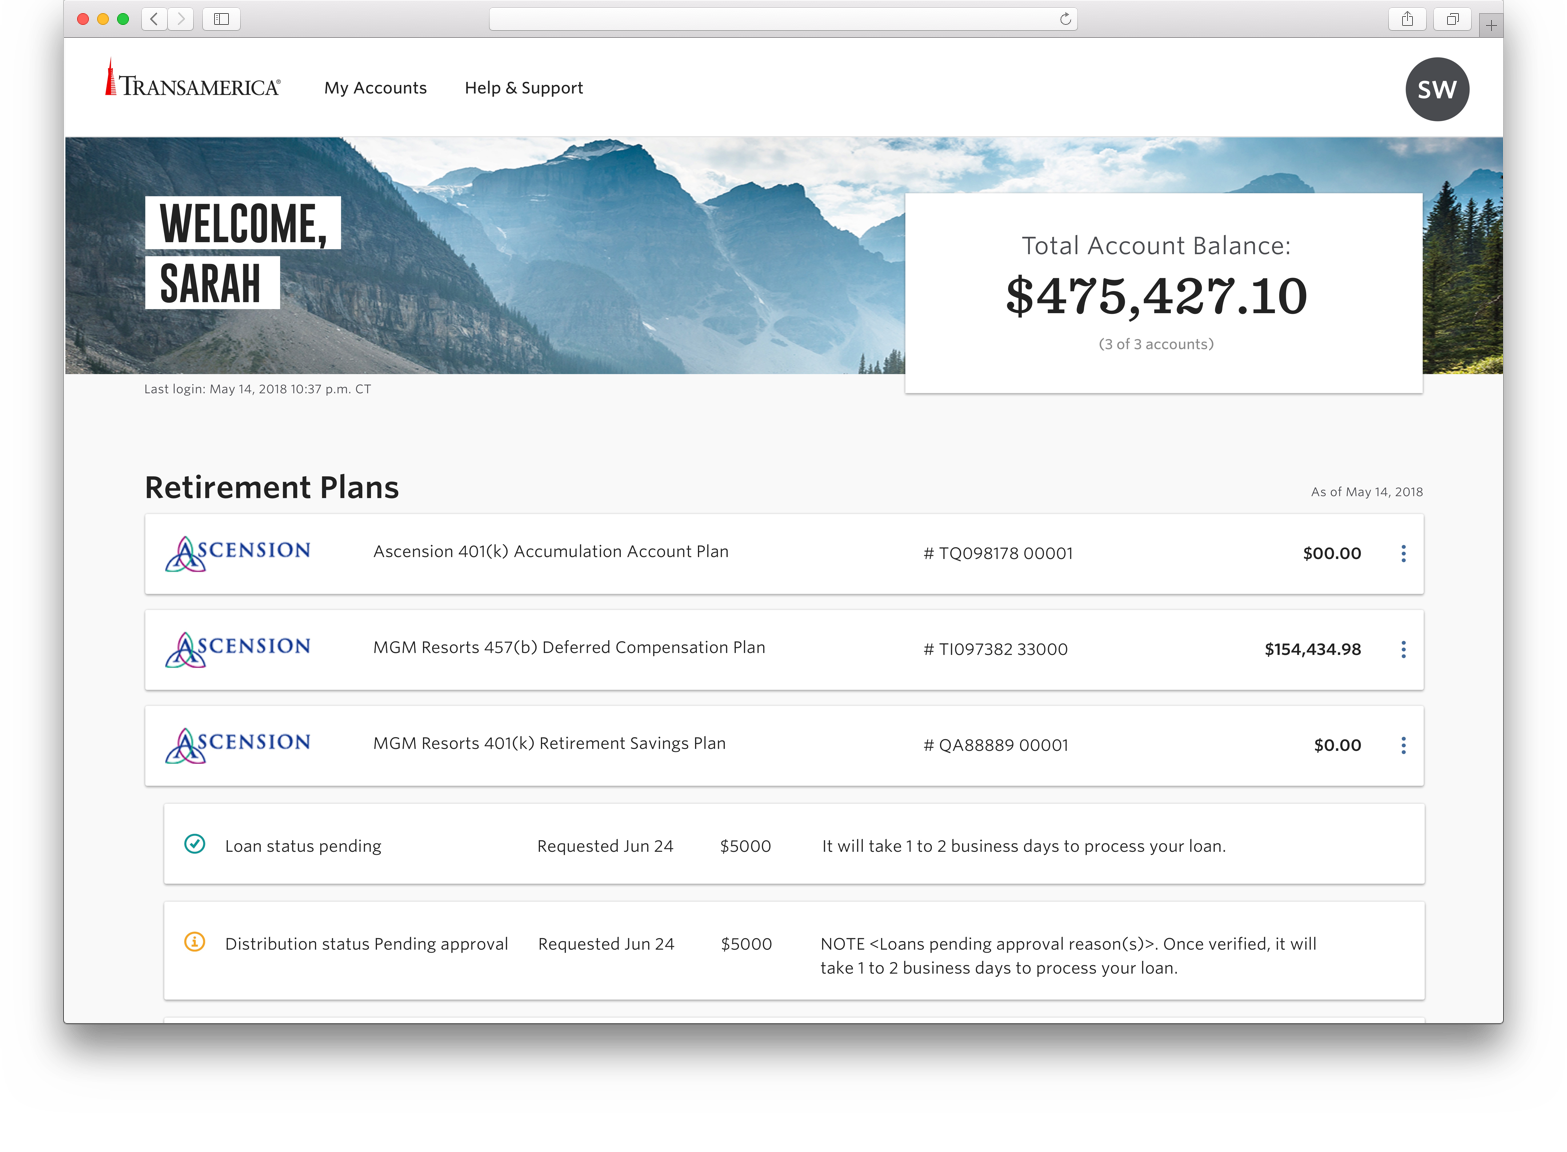 TRANSAMERICA®
My Accounts
Help & Support
SW
WELCOME,
SARAH
Total Account Balance:
$475,427.10
(3 of 3 accounts)
Last login: May 14, 2018 10:37 p.m. CT
Retirement Plans
As of May 14, 2018
ASCENSION
Ascension 401(k) Accumulation Account Plan
# TQ098178 00001
$00.00
ASCENSION
MGM Resorts 457(b) Deferred Compensation Plan
# TI097382 33000
$154,434.98
ASCENSION
MGM Resorts 401(k) Retirement Savings Plan
# QA88889 00001
$0.00
Loan status pending
Requested Jun 24
$5000
It will take 1 to 2 business days to process your loan.
Distribution status Pending approval
Requested Jun 24
$5000
NOTE <Loans pending approval reason(s)>. Once verified, it will
take 1 to 2 business days to process your loan.